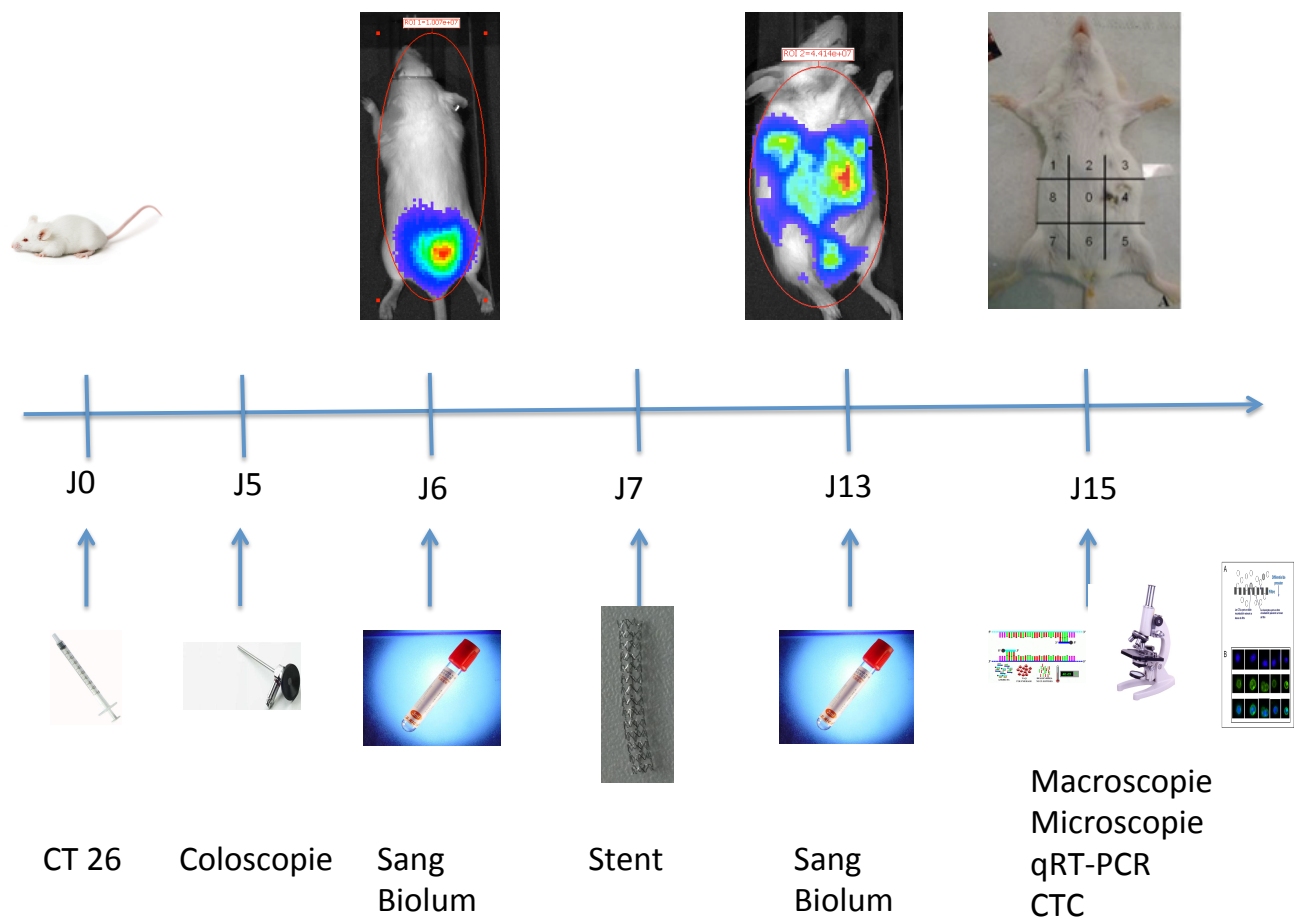 ROI 1=1.007e+07
ROI 2=4.414e+07
1 2 3
8 0 4
7 6 5
A
J0 J5 J6 J7 J13 J15
A
B
CT 26
Coloscopie
Sang
Biolum
Stent
Sang
Biolum
Macroscopie
Microscopie
qRT-PCR
CTC